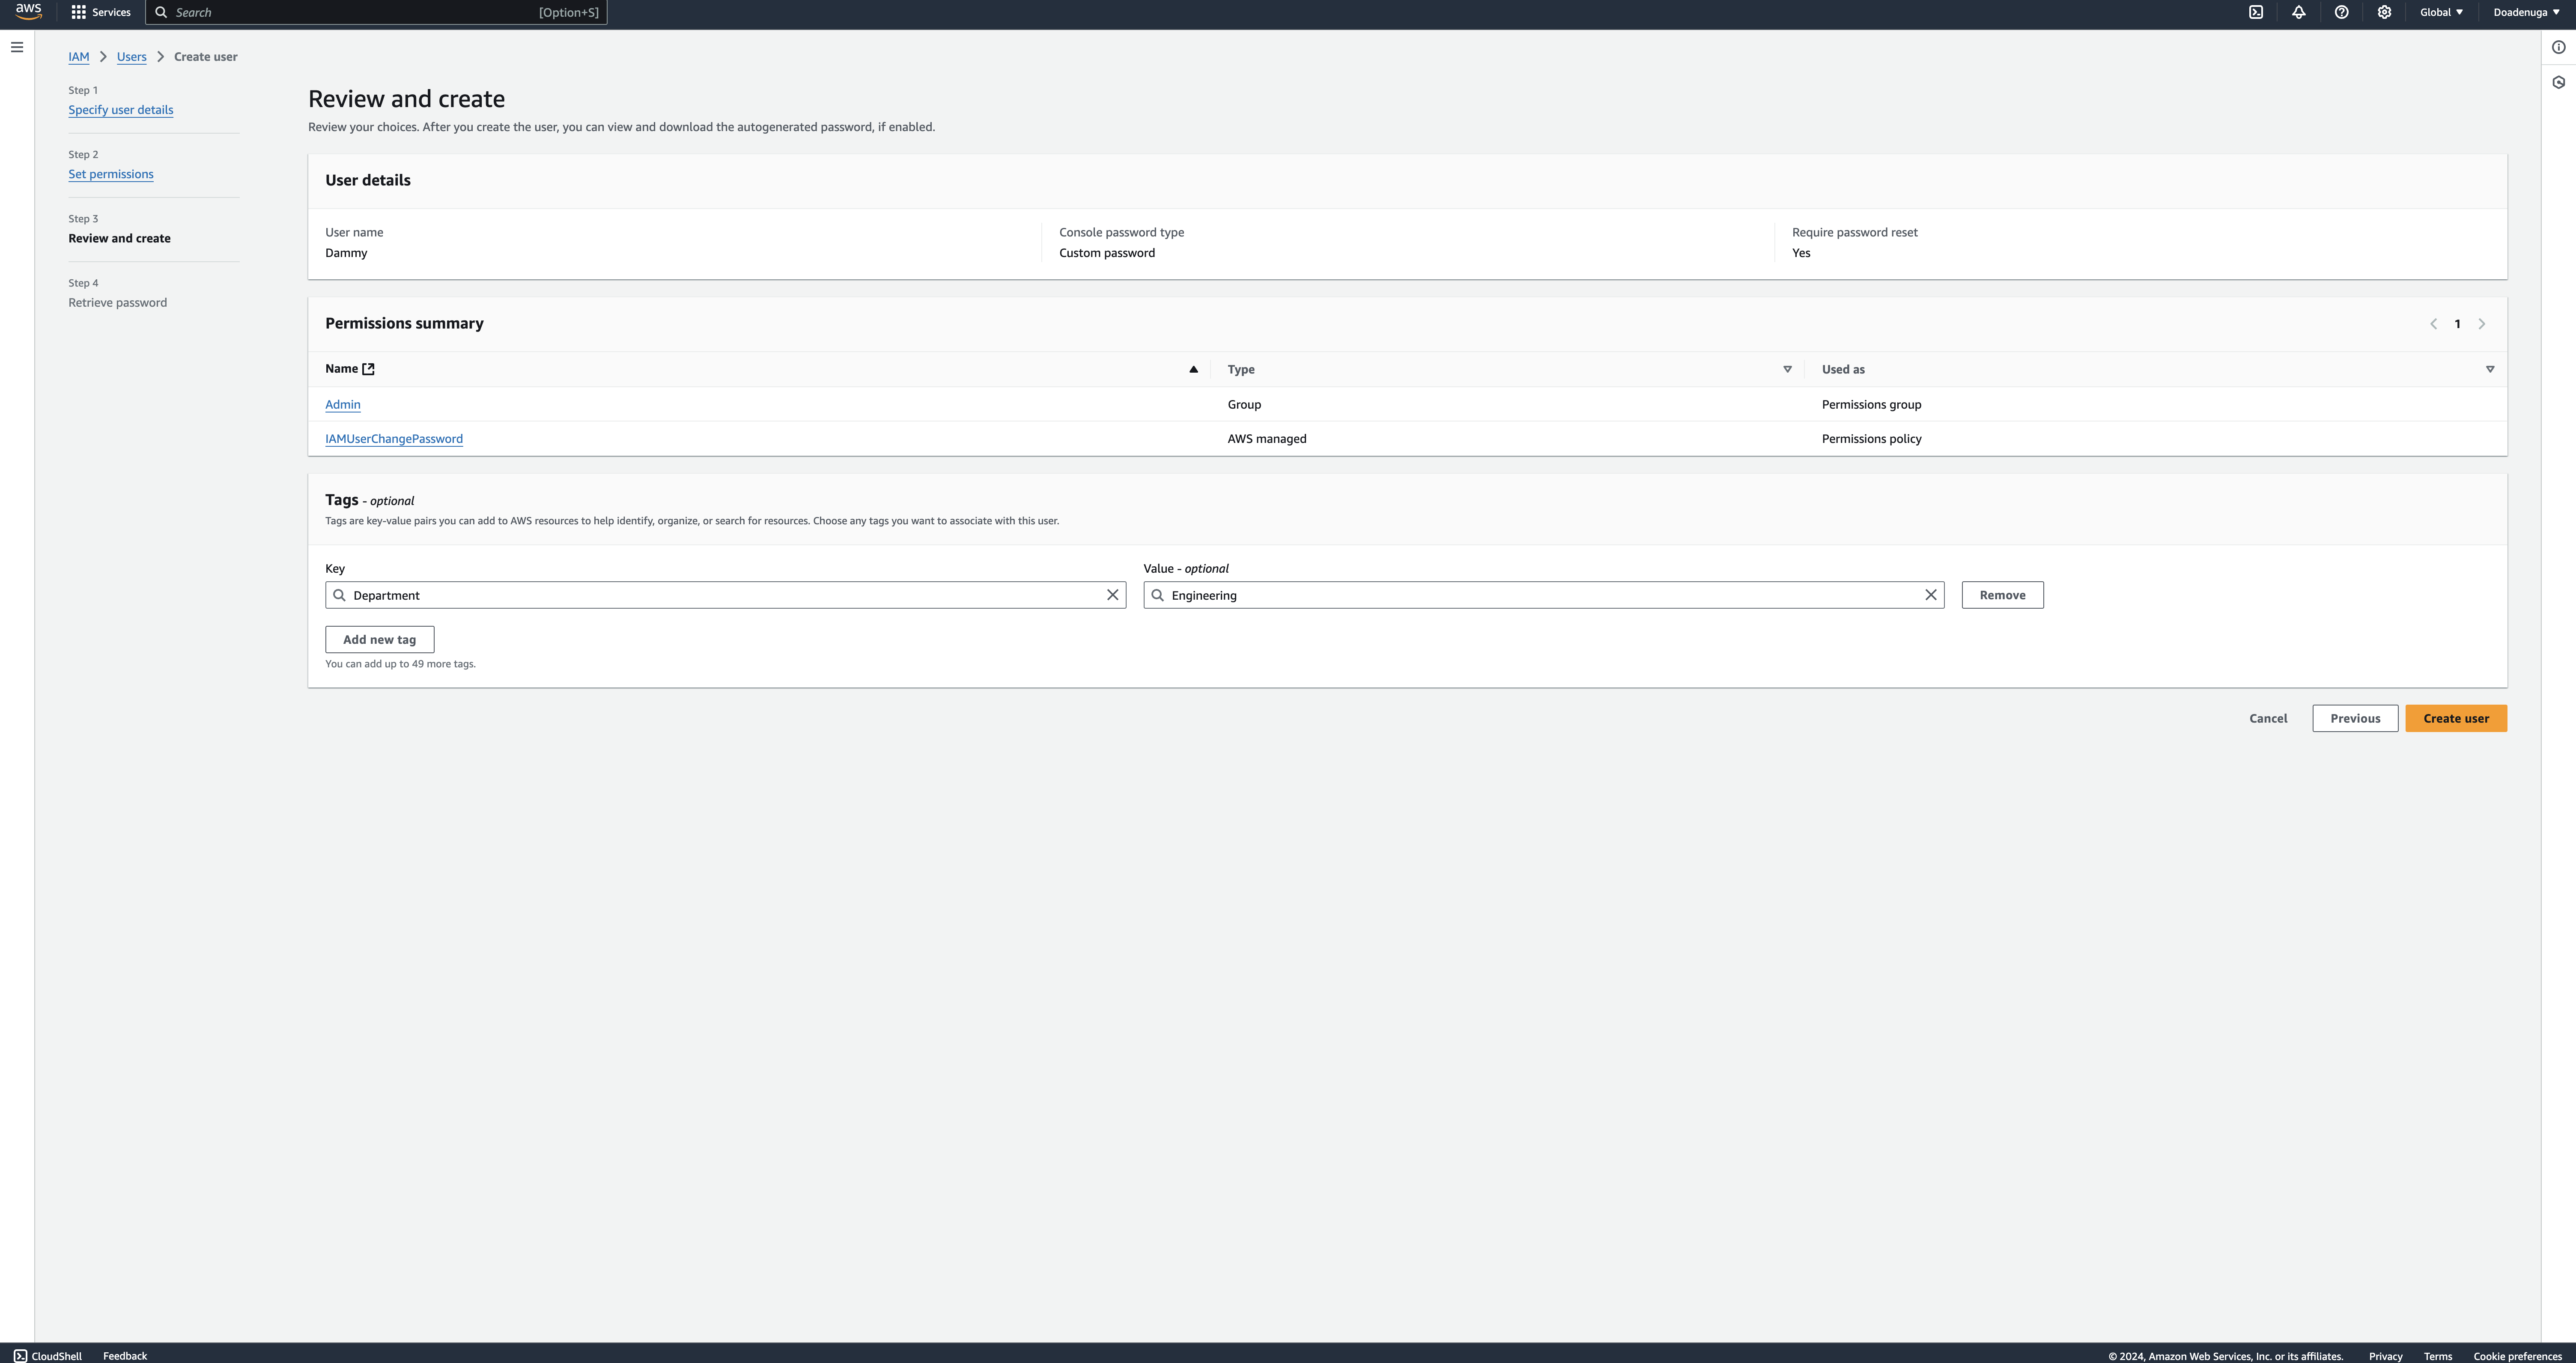 aws
Services
Search
[Option+S]
Global
Doadenuga
IAM
Users
Create user
Step 1
Specify user details
Step 2
Set permissions
Step 3
Review and create
Step 4
Retrieve password
Review and create
Review your choices. After you create the user, you can view and download the autogenerated password, if enabled.
User details
User name
Dammy
Console password type
Custom password
Require password reset
Yes
Permissions summary
1
Name
Type
Used as
Admin
Group
Permissions group
IAMUserChangePassword
AWS managed
Permissions policy
Tags - optional
Tags are key-value pairs you can add to AWS resources to help identify, organize, or search for resources. Choose any tags you want to associate with this user.
Key
Value - optional
Department
Engineering
Remove
Add new tag
You can add up to 49 more tags.
Cancel
Previous
Create user
CloudShell
Feedback
© 2024, Amazon Web Services, Inc. or its affiliates.
Privacy
Terms
Cookie preferences